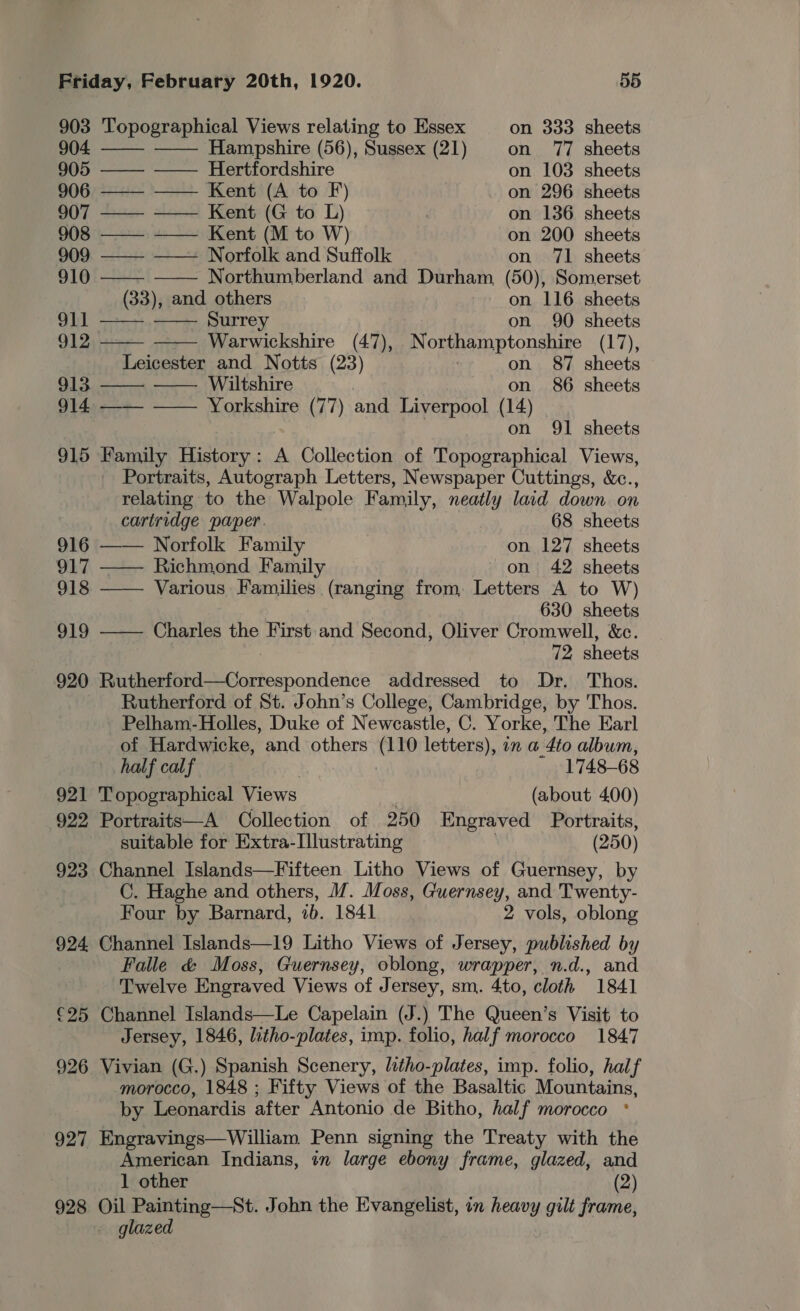 Friday, February 20th, 1920. 55
903 Topographical Views relating to Essex on 333 sheets
904 —— —— Hampshire (56), Sussex (21) on 77 sheets
905 —— —— Hertfordshire on 103 sheets
906 —— —— Kent (A to F) on 296 sheets
907 —— —— Kent (G to L) on 136 sheets
908 —— —— Kent (M to W) on 200 sheets
909 —— —— Norfolk and Suffolk on 71 sheets
910 —— —— Northumberland and Durham (50), Somerset
(33), and others on 116 sheets
911 —— —— Surrey on 90 sheets
912 —— —— Warwickshire (47), Northamptonshire (17),
Leicester and Notts (23) on 87 sheets
913 —— —— Wiltshire on 86 sheets
914 —— —— Yorkshire (77) and Liverpool (14)
on 91 sheets
915 Family History: A Collection of Topographical Views,
Portraits, Autograph Letters, Newspaper Cuttings, &c.,
relating to the Walpole Family, neatly laid down on
cartridge paper. 68 sheets
916 —— Norfolk Family on 127 sheets
917 —— Richmond Family on 42 sheets
918 —— Various Families (ranging from Letters A to W)
630 sheets
919 —— Charles the First and Second, Oliver Cromwell, &c.
72 sheets
920 Rutherford—Correspondence addressed to Dr. Thos.
Rutherford of St. John's College, Cambridge, by Thos.
Pelham-Holles, Duke of Newcastle, C. Yorke, The Earl
of Hardwicke, and others (110 letters), in a 4to album,
half calf 1748-68
921 Topographical Views (about 400)
922 Portraits—A Collection of 250 Engraved Portraits,
suitable for Extra-Illustrating (250)
923 Channel Islands—Fifteen Litho Views of Guernsey, by
C. Haghe and others, M. Moss, Guernsey, and Twenty-
Four by Barnard, ib. 1841 2 vols, oblong
924 Channel Islands—19 Litho Views of Jersey, published by
Falle & Moss, Guernsey, oblong, wrapper, n.d., and
Twelve Engraved Views of Jersey, sm. 4to, cloth 1841
925 Channel Islands—Le Capelain (J.) The Queen's Visit to
Jersey, 1846, litho-plates, imp. folio, half morocco 1847
926 Vivian (G.) Spanish Scenery, litho-plates, imp. folio, half
morocco, 1848 ; Fifty Views of the Basaltic Mountains,
by Leonardis after Antonio de Bitho, half morocco
927 Engravings—William Penn signing the Treaty with the
American Indians, in large ebony frame, glazed, and
1 other (2)
928 Oil Painting—St. John the Evangelist, in heavy gilt frame,
glazed